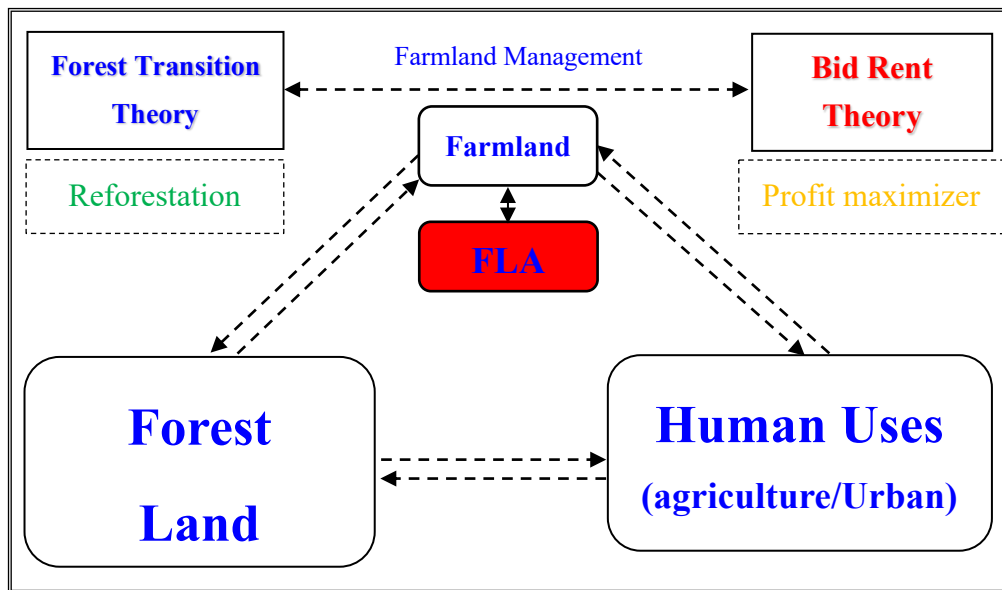 Forest Transition
Theory
Farmland Management
Bid Rent
Theory
Reforestation
Farmland
Profit maximizer
FLA
Forest
Land
Human Uses
(agriculture/Urban)